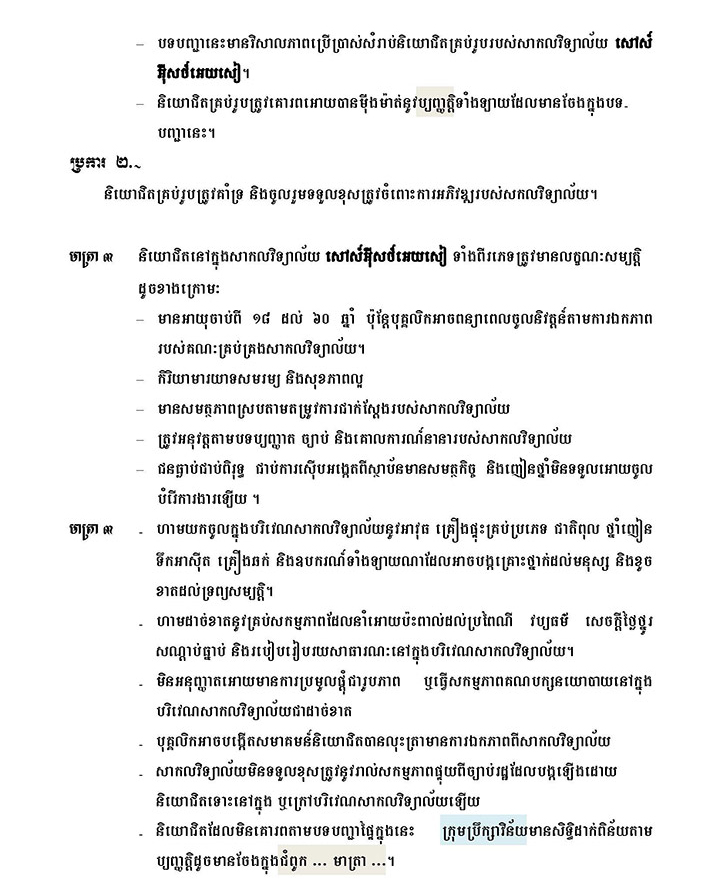 – បទបញ្ជានេះមានវិសាលភាពប្រើប្រាស់សំរាប់និយោជិតគ្រប់រូបរបស់សាកលវិទ្យាល័យ សៅស៍
អ៊ីសថ៍អេយសៀ។
– និយោជិតគ្រប់រូបត្រូវគោរពអោយបានម៉ឺងម៉ាត់នូវប្បញ្ញត្តិទាំងឡាយដែលមានចែងក្នុងបទ-
បញ្ជានេះ។
ប្រការ ២.~
និយោជិតគ្រប់រូបត្រូវគាំទ្រ និងចូលរួមទទួលខុសត្រូវចំពោះការអភិវឌ្ឍរបស់សកលវិទ្យាល័យ។
មាត្រា ៣ និយោជិតនៅក្នុងសាកលវិទ្យាល័យ សៅស៍អ៊ីសថ៍អេយសៀ ទាំងពីរភេទត្រូវមានលក្ខណៈសម្បត្តិ
ដូចខាងក្រោមៈ
– មានអាយុចាប់ពី ១៨ ដល់ ៦០ ឆ្នាំ ប៉ុន្តែបុគ្គលិកអាចពន្យាពេលចូលនិវត្តន៍តាមការឯកភាព
របស់គណៈគ្រប់គ្រងសាកលវិទ្យាល័យ។
– កិរិយាមារយាទសមរម្យ និងសុខភាពល្អ
– មានសមត្ថភាពស្របតាមតម្រូវការជាក់ស្តែងរបស់សាកលវិទ្យាល័យ
– ត្រូវអនុវត្តតាមបទប្បញ្ញាត ច្បាប់ និងគោលការណ៍នានារបស់សាកលវិទ្យាល័យ
– ជនធ្លាប់ជាប់ពិរុទ្ធ ជាប់ការស៊ើបអង្កេតពីស្ថាប័នមានសមត្ថកិច្ច និងញៀនថ្នាំមិនទទួលអោយចូល
បំរើការងារឡើយ ។
មាត្រា ៣ - ហាមយកចូលក្នុងបរិវេណសាកលវិទ្យាល័យនូវអាវុធ គ្រឿងផ្ទុះគ្រប់ប្រភេទ ជាតិពុល ថ្នាំញៀន
ទឹកអាស៊ីត គ្រឿងឆក់ និងឧបករណ៍ទាំងឡាយណាដែលអាចបង្កគ្រោះថ្នាក់ដល់មនុស្ស និងខូច
ខាតដល់ទ្រព្យសម្បត្តិ។
- ហាមដាច់ខាតនូវគ្រប់សកម្មភាពដែលនាំអោយប៉ះពាល់ដល់ប្រពៃណី វប្បធម៌ សេចក្តីថ្លៃថ្នូរ
សណ្តាប់ធ្នាប់ និងរបៀបរៀបរយសាធារណៈនៅក្នុងបរិវេណសាកលវិទ្យាល័យ។
- មិនអនុញ្ញាតអោយមានការប្រមូលផ្តុំជារូបភាព ឬធ្វើសកម្មភាពគណបក្សនយោបាយនៅក្នុង
បរិវេណសាកលវិទ្យាល័យជាដាច់ខាត
- បុគ្គលិកអាចបង្កើតសមាគមន៍និយោជិតបានលុះត្រាមានការឯកភាពពីសាកលវិទ្យាល័យ
- សាកលវិទ្យាល័យមិនទទួលខុសត្រូវនូវរាល់សកម្មភាពផ្ទុយពីច្បាប់រដ្ឋដែលបង្កឡើងដោយ
និយោជិតទោះនៅក្នុង ឬក្រៅបរិវេណសាកលវិទ្យាល័យឡើយ
- និយោជិតដែលមិនគោរពតាមបទបញ្ជាផ្ទៃក្នុងនេះ ក្រុមប្រឹក្សាវិន័យមានសិទ្ធិដាក់ពិន័យតាម
ប្បញ្ញត្តិដូចមានចែងក្នុងជំពូក ... មាត្រា ...។